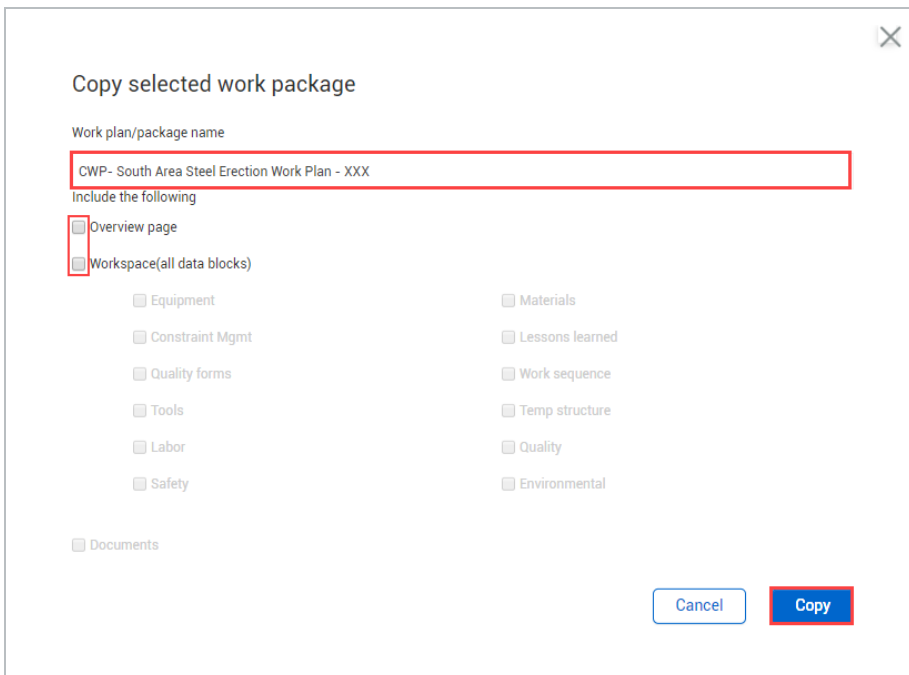 Copy selected work package
Work plan/package name
CWP- South Area Steel Erection Work Plan - XXX
Include the following
Overview page
Workspace(all data blocks)
Equipment
Materials
Constraint Mgmt
Lessons learned
Quality forms
Work sequence
Tools
Temp structure
Labor
Quality
Safety
Environmental
Documents
Cancel
Copy